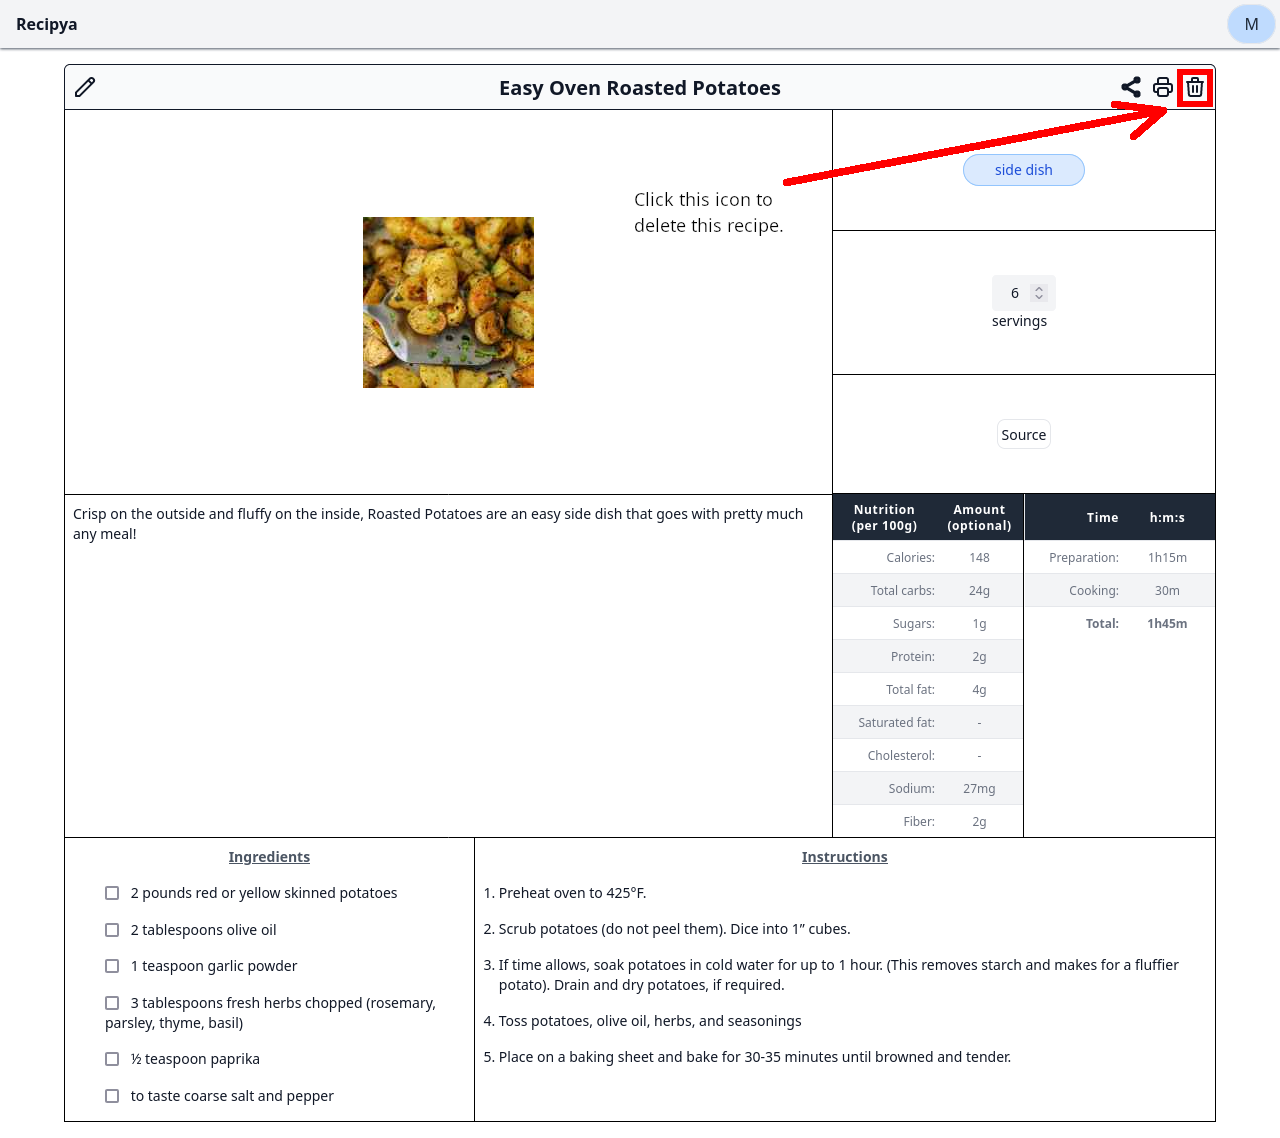 Recipya
M
Easy Oven Roasted Potatoes
Click this icon to
delete this recipe.
side dish
6
servings
Source
Crisp on the outside and fluffy on the inside, Roasted Potatoes are an easy side dish that goes with pretty much
any meal!
Nutrition (per 100g) Amount (optional)
Calories: 148
Total carbs: 24g
Sugars: 1g
Protein: 2g
Total fat: 4g
Saturated fat: -
Cholesterol: -
Sodium: 27mg
Fiber: 2g
Time h:m:s
Preparation: 1h15m
Cooking: 30m
Total: 1h45m
Ingredients
2 pounds red or yellow skinned potatoes
2 tablespoons olive oil
1 teaspoon garlic powder
3 tablespoons fresh herbs chopped (rosemary,
parsley, thyme, basil)
½ teaspoon paprika
to taste coarse salt and pepper
Instructions
1. Preheat oven to 425°F.
2. Scrub potatoes (do not peel them). Dice into 1” cubes.
3. If time allows, soak potatoes in cold water for up to 1 hour. (This removes starch and makes for a fluffier
potato). Drain and dry potatoes, if required.
4. Toss potatoes, olive oil, herbs, and seasonings
5. Place on a baking sheet and bake for 30-35 minutes until browned and tender.